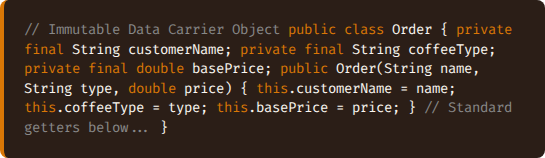 // Immutable Data Carrier Object public class Order { private
final String customerName; private final String coffeeType;
private final double basePrice; public Order(String name,
String type, double price) { this.customerName = name;
this.coffeeType = type; this.basePrice = price; } // Standard
getters below... }